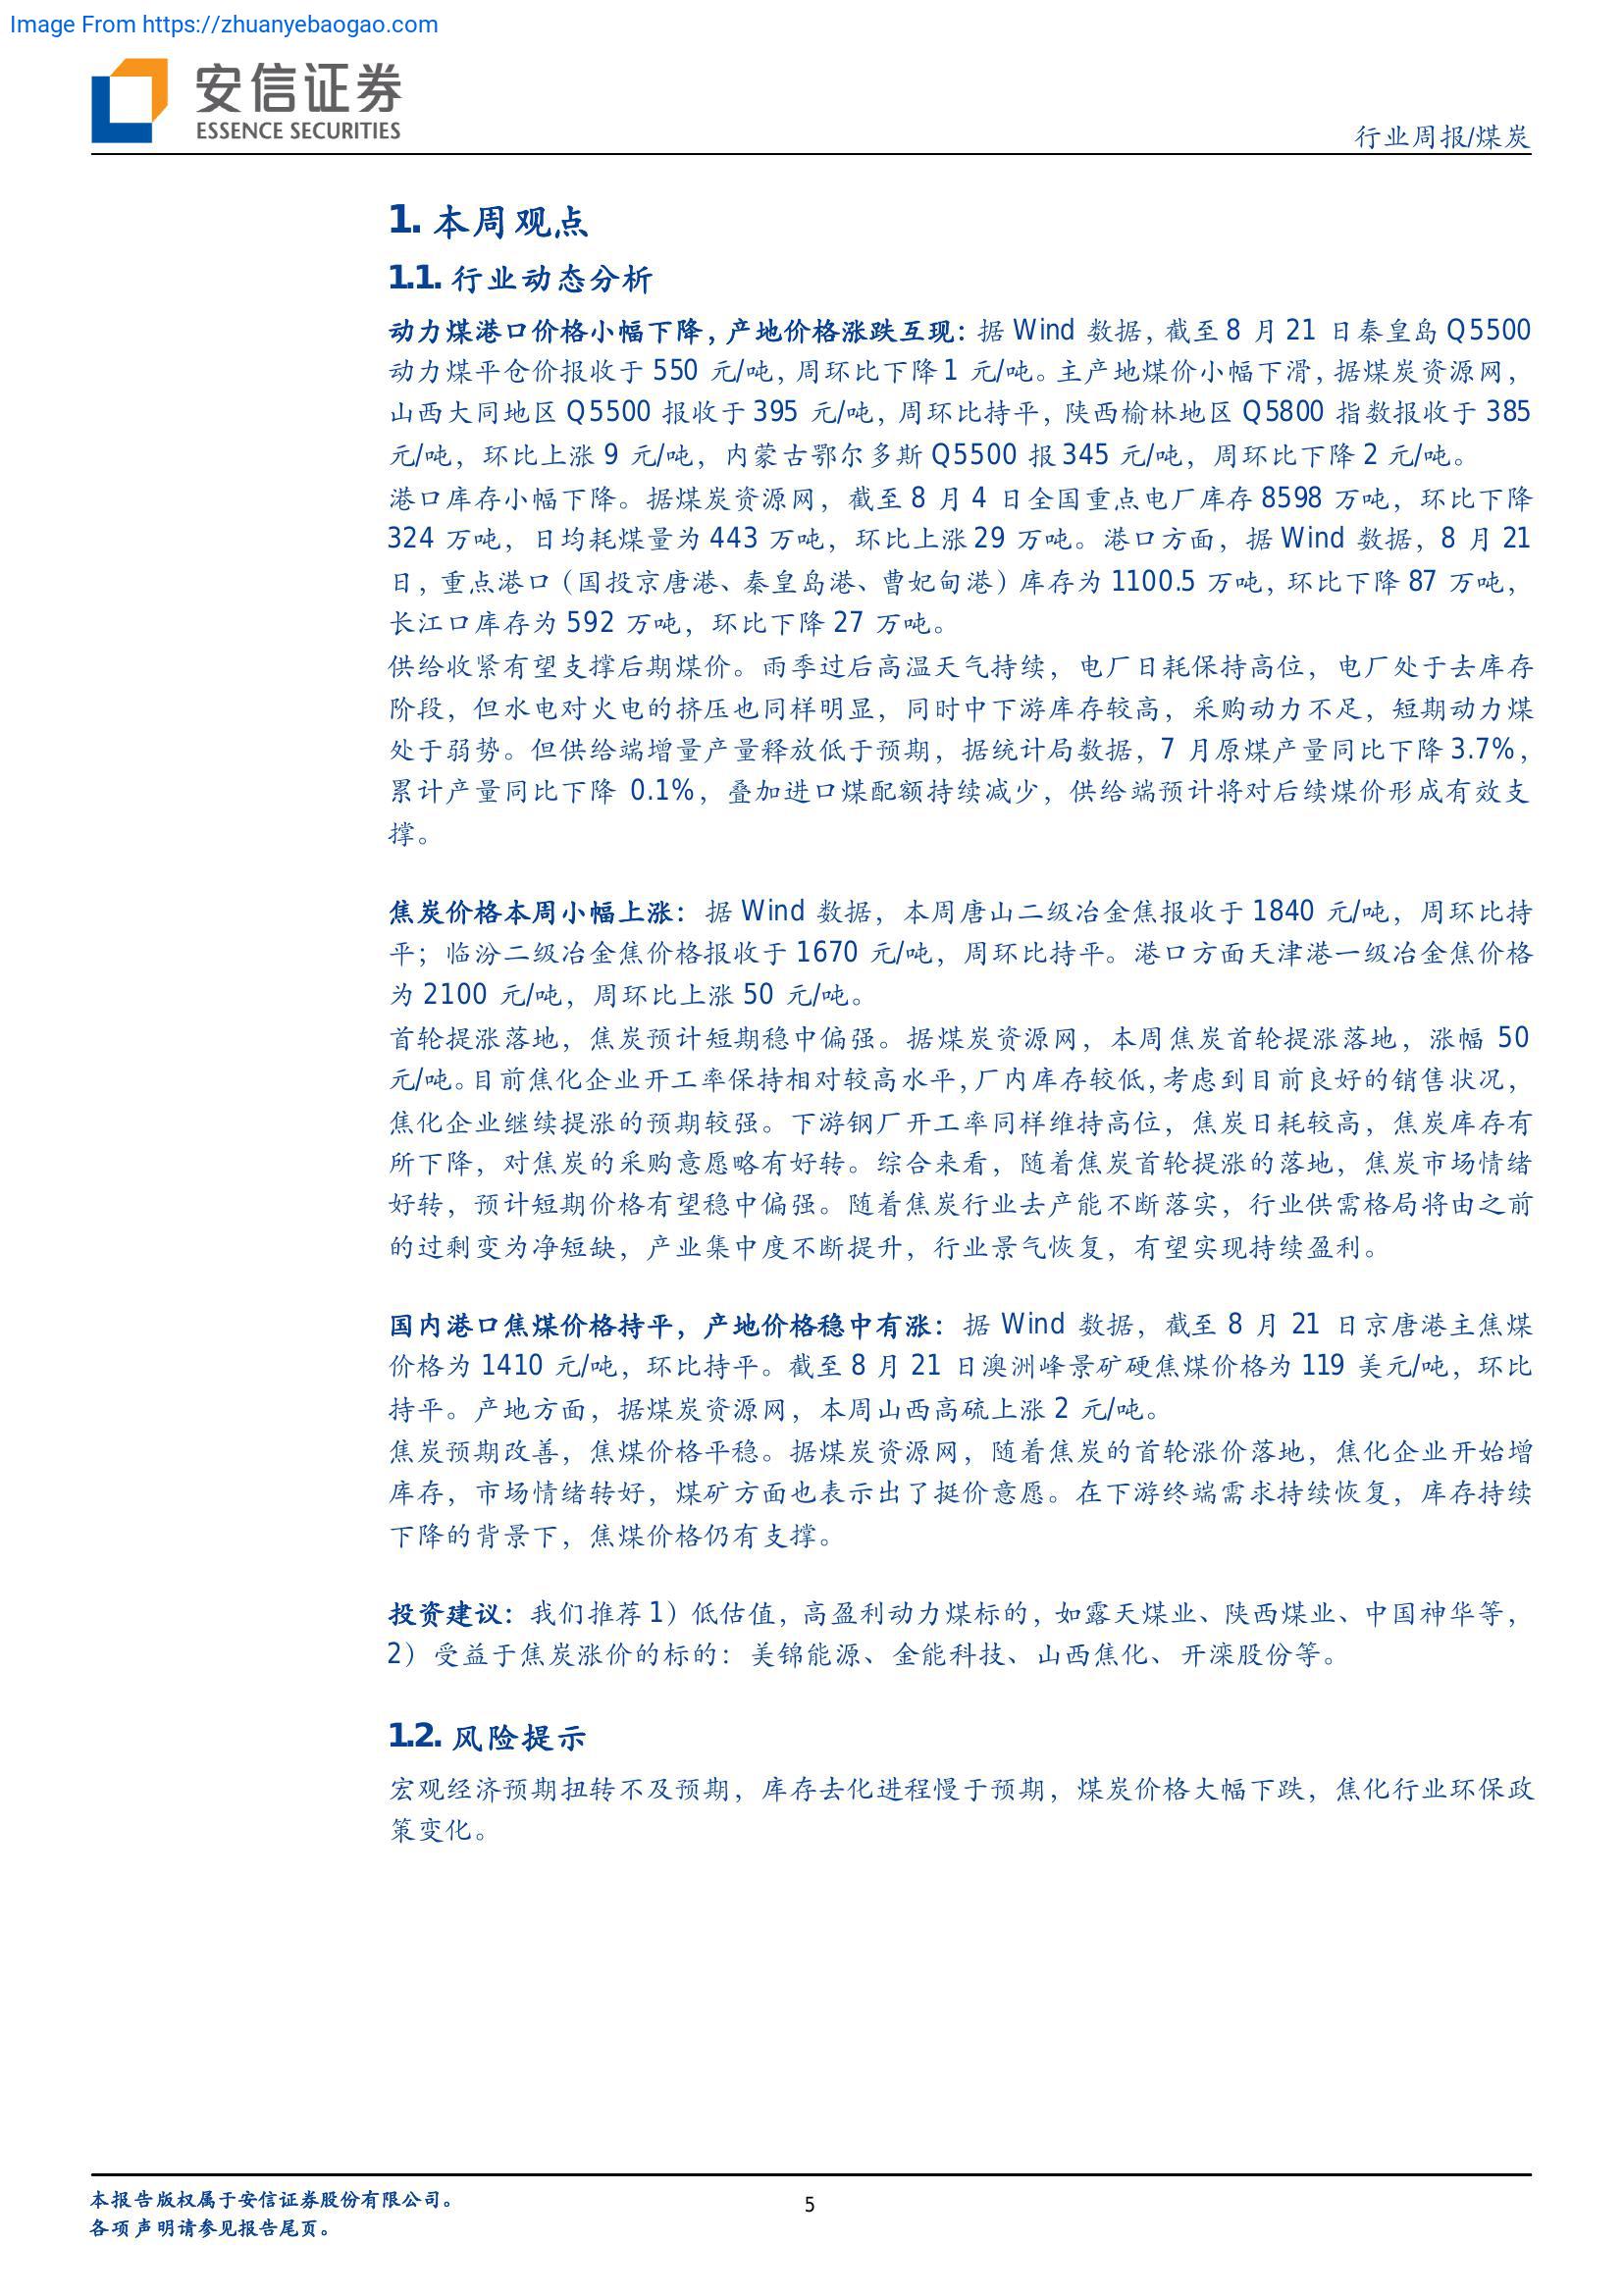 Image From https://zhuanyebaogao.com
安信证券
ESSENCE SECURITIES
行业周报/煤炭
1. 本周观点
1.1. 行业动态分析
动力煤港口价格小幅下降，产地价格涨跌互现：据 Wind 数据，截至 8 月 21 日秦皇岛 Q5500
动力煤平仓价报收于 550 元/吨，周环比下降 1 元/吨。主产地煤价小幅下滑，据煤炭资源网，
山西大同地区 Q5500 报收于 395 元/吨，周环比持平，陕西榆林地区 Q5800 指数报收于 385
元/吨，环比上涨 9 元/吨，内蒙古鄂尔多斯 Q5500 报 345 元/吨，周环比下降 2 元/吨。
港口库存小幅下降。据煤炭资源网，截至 8 月 4 日全国重点电厂库存 8598 万吨，环比下降
324 万吨，日均耗煤量为 443 万吨，环比上涨 29 万吨。港口方面，据 Wind 数据，8 月 21
日，重点港口（国投京唐港、秦皇岛港、曹妃甸港）库存为 1100.5 万吨，环比下降 87 万吨，
长江口库存为 592 万吨，环比下降 27 万吨。
供给收紧有望支撑后期煤价。雨季过后高温天气持续，电厂日耗保持高位，电厂处于去库存
阶段，但水电对火电的挤压也同样明显，同时中下游库存较高，采购动力不足，短期动力煤
处于弱势。但供给端增量产量释放低于预期，据统计局数据，7 月原煤产量同比下降 3.7%，
累计产量同比下降 0.1%，叠加进口煤配额持续减少，供给端预计将对后续煤价形成有效支
撑。
焦炭价格本周小幅上涨：据 Wind 数据，本周唐山二级冶金焦报收于 1840 元/吨，周环比持
平；临汾二级冶金焦价格报收于 1670 元/吨，周环比持平。港口方面天津港一级冶金焦价格
为 2100 元/吨，周环比上涨 50 元/吨。
首轮提涨落地，焦炭预计短期稳中偏强。据煤炭资源网，本周焦炭首轮提涨落地，涨幅 50
元/吨。目前焦化企业开工率保持相对较高水平，厂内库存较低，考虑到目前良好的销售状况，
焦化企业继续提涨的预期较强。下游钢厂开工率同样维持高位，焦炭日耗较高，焦炭库存有
所下降，对焦炭的采购意愿略有好转。综合来看，随着焦炭首轮提涨的落地，焦炭市场情绪
好转，预计短期价格有望稳中偏强。随着焦炭行业去产能不断落实，行业供需格局将由之前
的过剩变为净短缺，产业集中度不断提升，行业景气恢复，有望实现持续盈利。
国内港口焦煤价格持平，产地价格稳中有涨：据 Wind 数据，截至 8 月 21 日京唐港主焦煤
价格为 1410 元/吨，环比持平。截至 8 月 21 日澳洲峰景矿硬焦煤价格为 119 美元/吨，环比
持平。产地方面，据煤炭资源网，本周山西高硫上涨 2 元/吨。
焦炭预期改善，焦煤价格平稳。据煤炭资源网，随着焦炭的首轮涨价落地，焦化企业开始增
库存，市场情绪转好，煤矿方面也表示出了挺价意愿。在下游终端需求持续恢复，库存持续
下降的背景下，焦煤价格仍有支撑。
投资建议：我们推荐 1）低估值，高盈利动力煤标的，如露天煤业、陕西煤业、中国神华等，
2）受益于焦炭涨价的标的：美锦能源、金能科技、山西焦化、开滦股份等。
1.2. 风险提示
宏观经济预期扭转不及预期，库存去化进程慢于预期，煤炭价格大幅下跌，焦化行业环保政
策变化。
本报告版权属于安信证券股份有限公司。
5
各项声明请参见报告尾页。